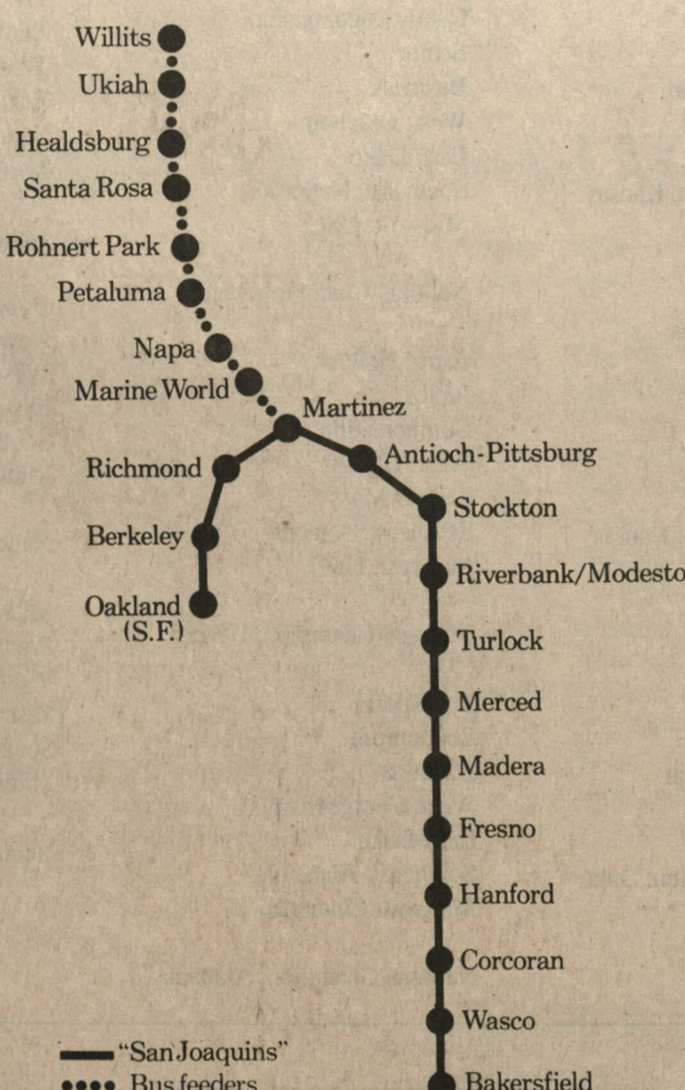 Willits
Ukiah
Healdsburg
Santa Rosa
Rohnert Park
Petaluma
Napa
Marine World
Martinez
Richmond
Antioch-Pittsburg
Berkeley
Stockton
Oakland
(S.F.)
Riverbank/Modesto
Turlock
Merced
Madera
Fresno
Hanford
Corcoran
Wasco
Bakersfield
"San Joaquins"
Bus feeders